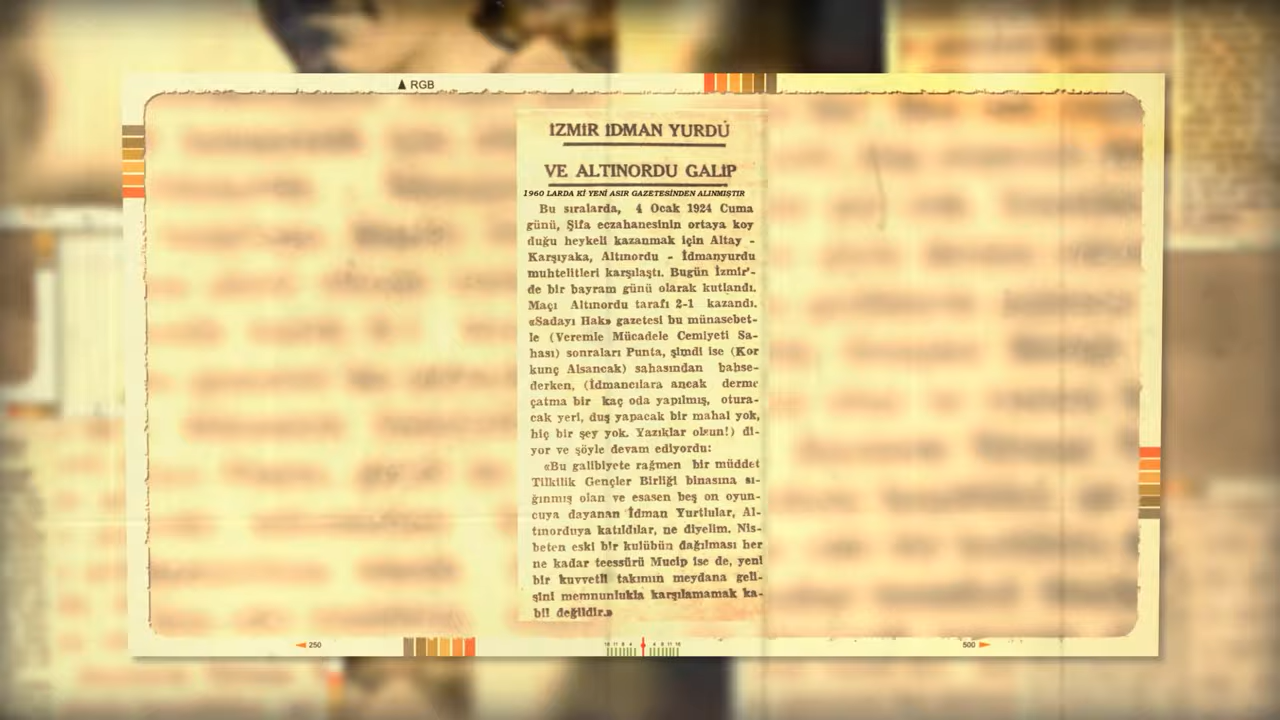 ▲ RGB
İZMİR İDMAN YURDU
VE ALTINORDU GALİP
1960 LARDA Kİ YENİ ASIR GAZETESİNDEN ALINMIŞTIR
Bu sıralarda, 4 Ocak 1924 Cuma
günü, Şifa eczahanesinin ortaya koy
duğu heykeli kazanmak için Altay -
Karşıyaka, Altınordu - İdmanyurdu
muhtelitleri karşılaştı. Bugün İzmir'-
de bir bayram günü olarak kutlandı.
Maçı Altınordu tarafı 2-1 kazandı.
«Sadayı Hak» gazetesi bu münasebet-
le (Veremle Mücadele Cemiyeti Sa-
hası) sonraları Punta, şimdi ise (Kor
kunç Alsancak) sahasından bahse-
derken, (İdmancılara ancak derme
çatma bir kaç oda yapılmış, otura-
cak yeri, duş yapacak bir mahal yok,
hiç bir şey yok. Yazıklar olsun!) di-
yor ve şöyle devam ediyordu:
«Bu galibiyete rağmen bir müddet
Tilkilik Gençler Birliği binasına sı-
ğınmış olan ve esasen beş on oyun-
cuya dayanan İdman Yurtlular, Al-
tınorduya katıldılar, ne diyelim. Nis-
beten eski bir kulübün dağılması her
ne kadar teessürü Mucip ise de, yeni
bir kuvvetli takımın meydana geli-
şini memnunlukla karşılamamak ka-
bil değildir.»
250
500